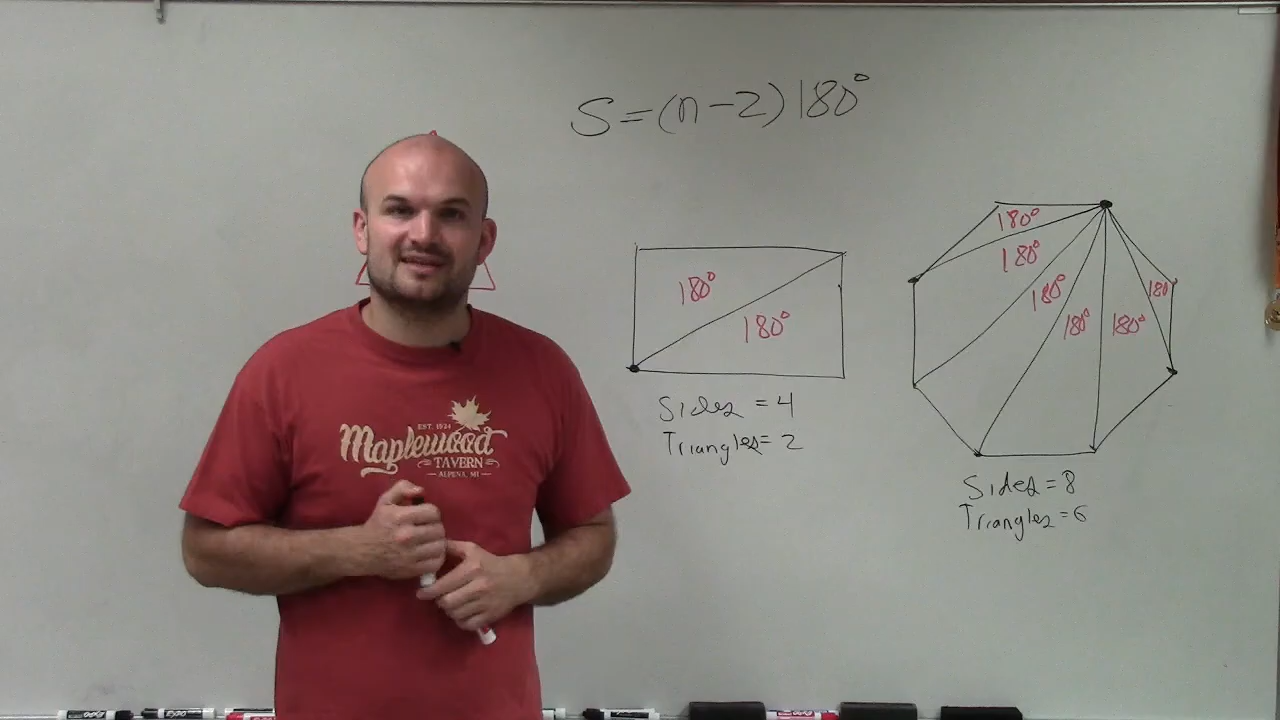 S=(n-2)180°
180°
180°
Sides = 4
Triangles= 2
180°
180°
180°
180°
180°
180
Sides = 8
Triangles = 6
EST. 1924
Maplewood
TAVERN
ALPENA, MI